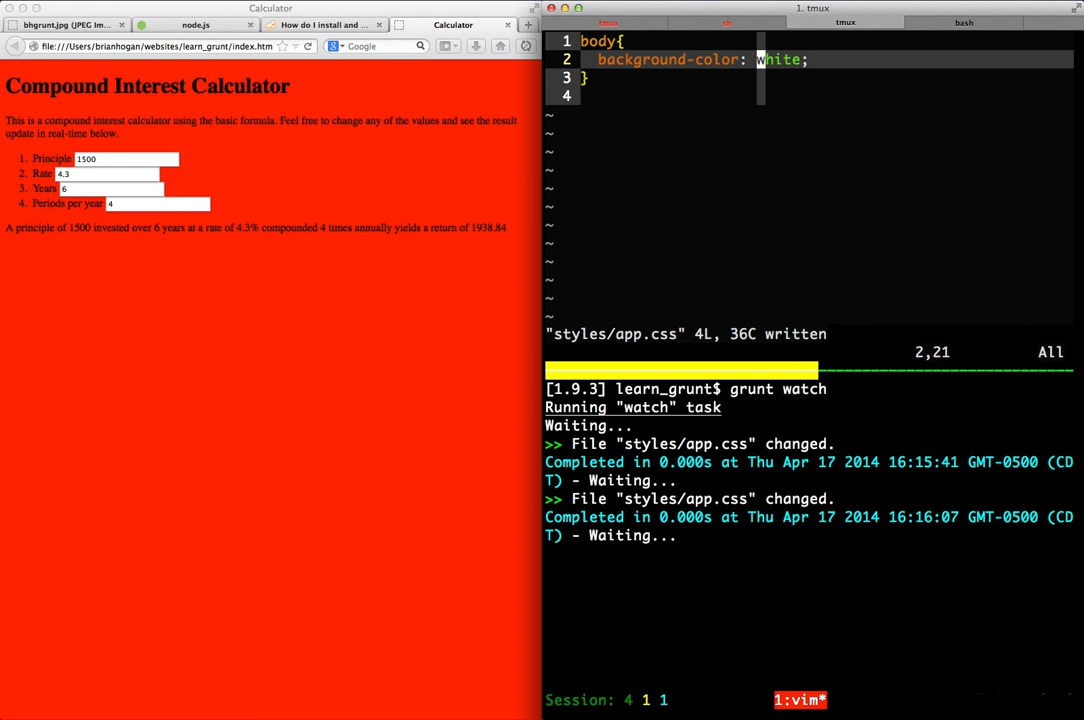 Calculator
bhgrunt.jpg (JPEG Im...
node.js
How do I install and ...
Calculator
file:///Users/brianhogan/websites/learn_grunt/index.htm
Google
Compound Interest Calculator
This is a compound interest calculator using the basic formula. Feel free to change any of the values and see the result
update in real-time below.
1. Principle 1500
2. Rate 4.3
3. Years 6
4. Periods per year 4
A principle of 1500 invested over 6 years at a rate of 4.3% compounded 4 times annually yields a return of 1938.84
1. tmux
tmux
sh
tmux
bash
1 body{
2 background-color: white;
3 }
4
~
~
~
~
~
~
~
~
~
~
~
~
"styles/app.css" 4L, 36C written
2,21 All
[1.9.3] learn_grunt$ grunt watch
Running "watch" task
Waiting...
>> File "styles/app.css" changed.
Completed in 0.000s at Thu Apr 17 2014 16:15:41 GMT-0500 (CD
T) - Waiting...
>> File "styles/app.css" changed.
Completed in 0.000s at Thu Apr 17 2014 16:16:07 GMT-0500 (CD
T) - Waiting...
Session: 4 1 1
1:vim*